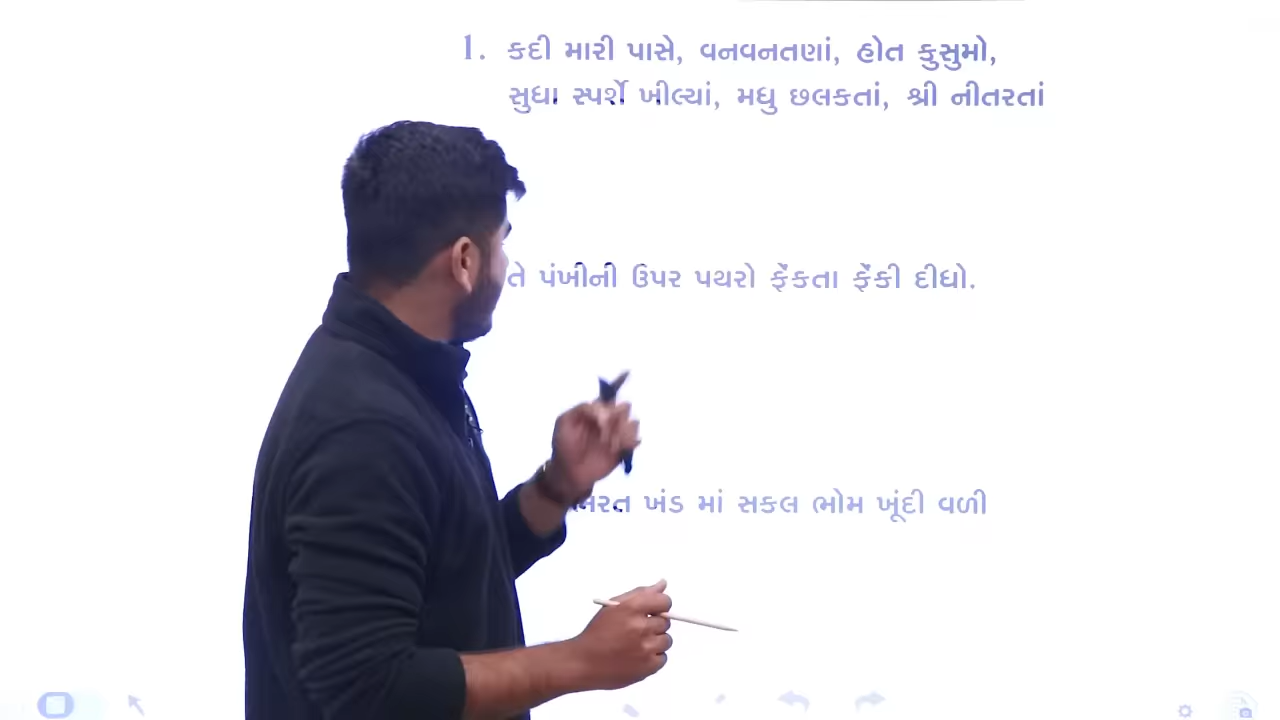 1. કદી મારી પાસે, વનવનતણાં, હોત કુસુમો,
સુધા સ્પર્શે ખીલ્યાં, મધુ છલકતાં, શ્રી નીતરતાં
તે પંખીની ઉપર પથરો ફેંકતા ફેંકી દીધો.
ખંડ માં સકલ ભોમ ખૂંદી વળી